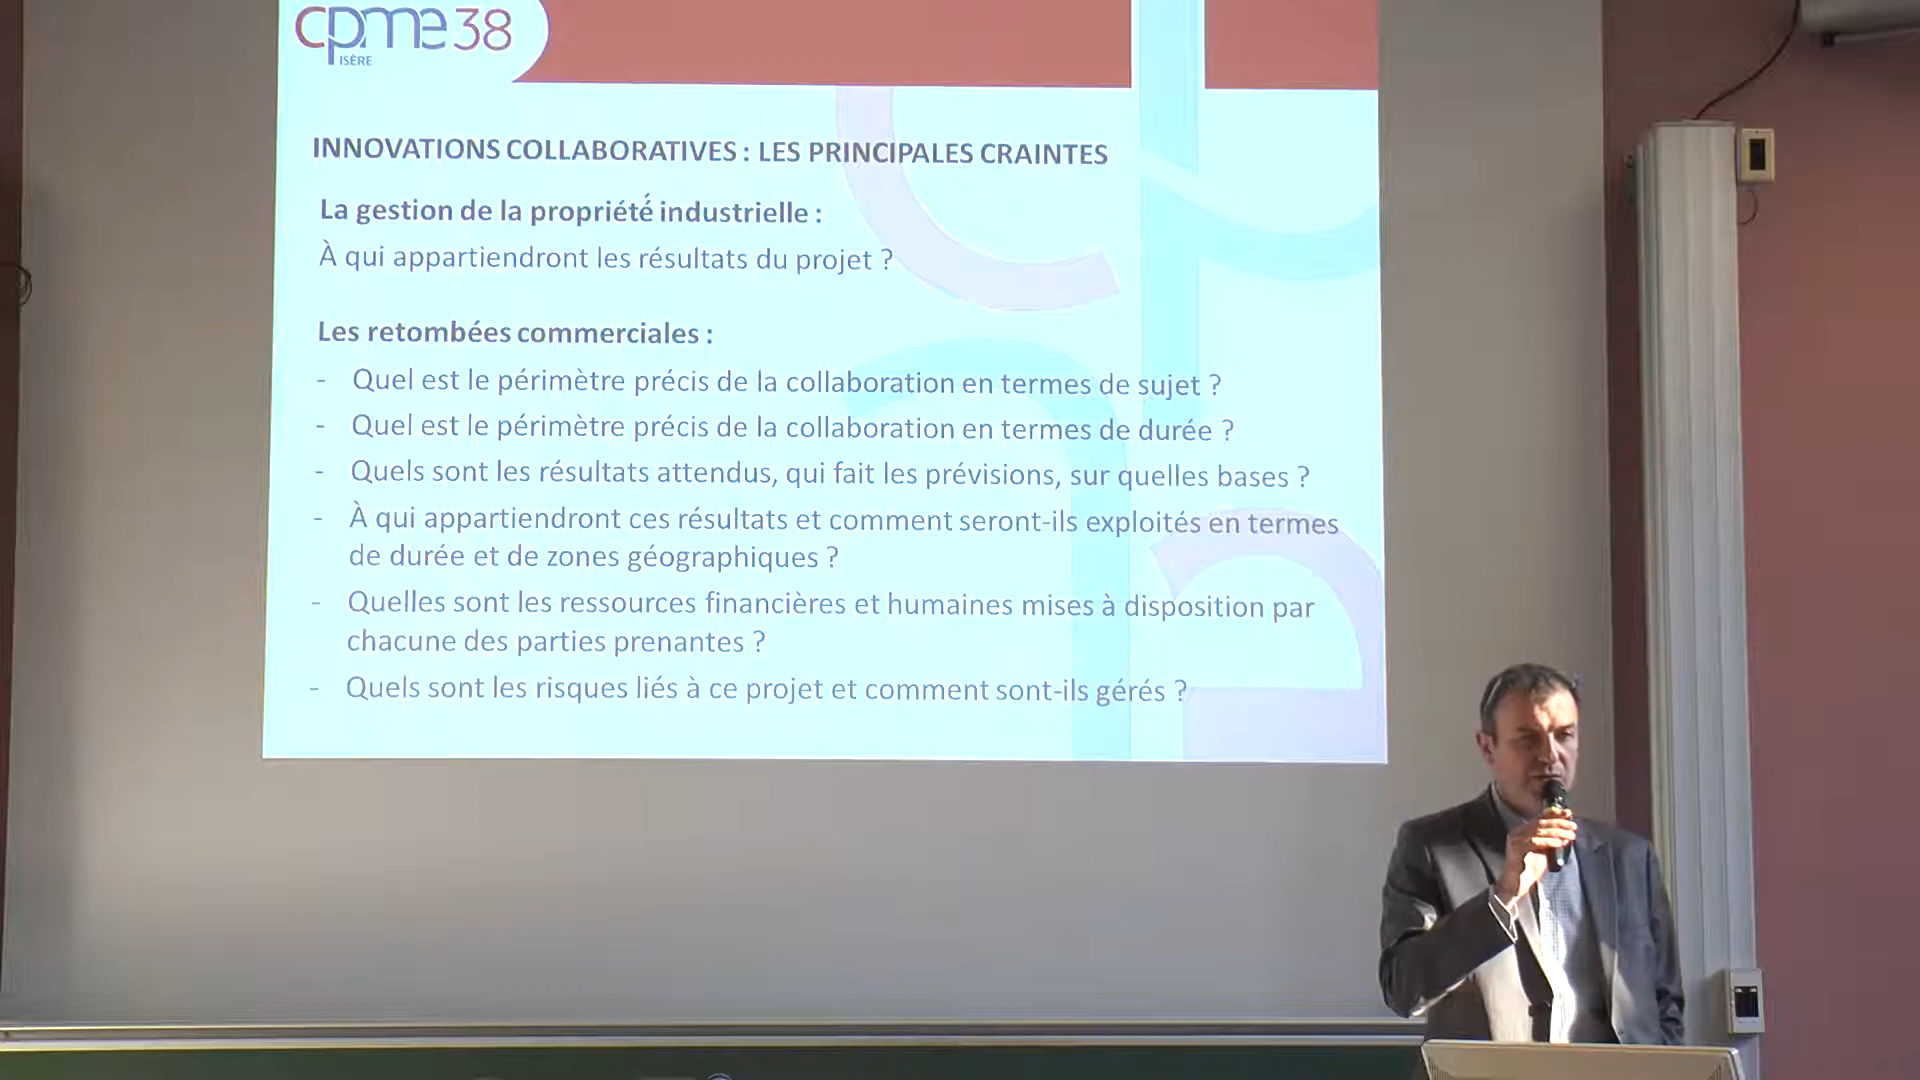 cpme38
ISÈRE
INNOVATIONS COLLABORATIVES : LES PRINCIPALES CRAINTES
La gestion de la propriété industrielle :
À qui appartiendront les résultats du projet ?
Les retombées commerciales :
- Quel est le périmètre précis de la collaboration en termes de sujet ?
- Quel est le périmètre précis de la collaboration en termes de durée ?
- Quels sont les résultats attendus, qui fait les prévisions, sur quelles bases ?
- À qui appartiendront ces résultats et comment seront-ils exploités en termes
de durée et de zones géographiques ?
- Quelles sont les ressources financières et humaines mises à disposition par
chacune des parties prenantes ?
- Quels sont les risques liés à ce projet et comment sont-ils gérés ?